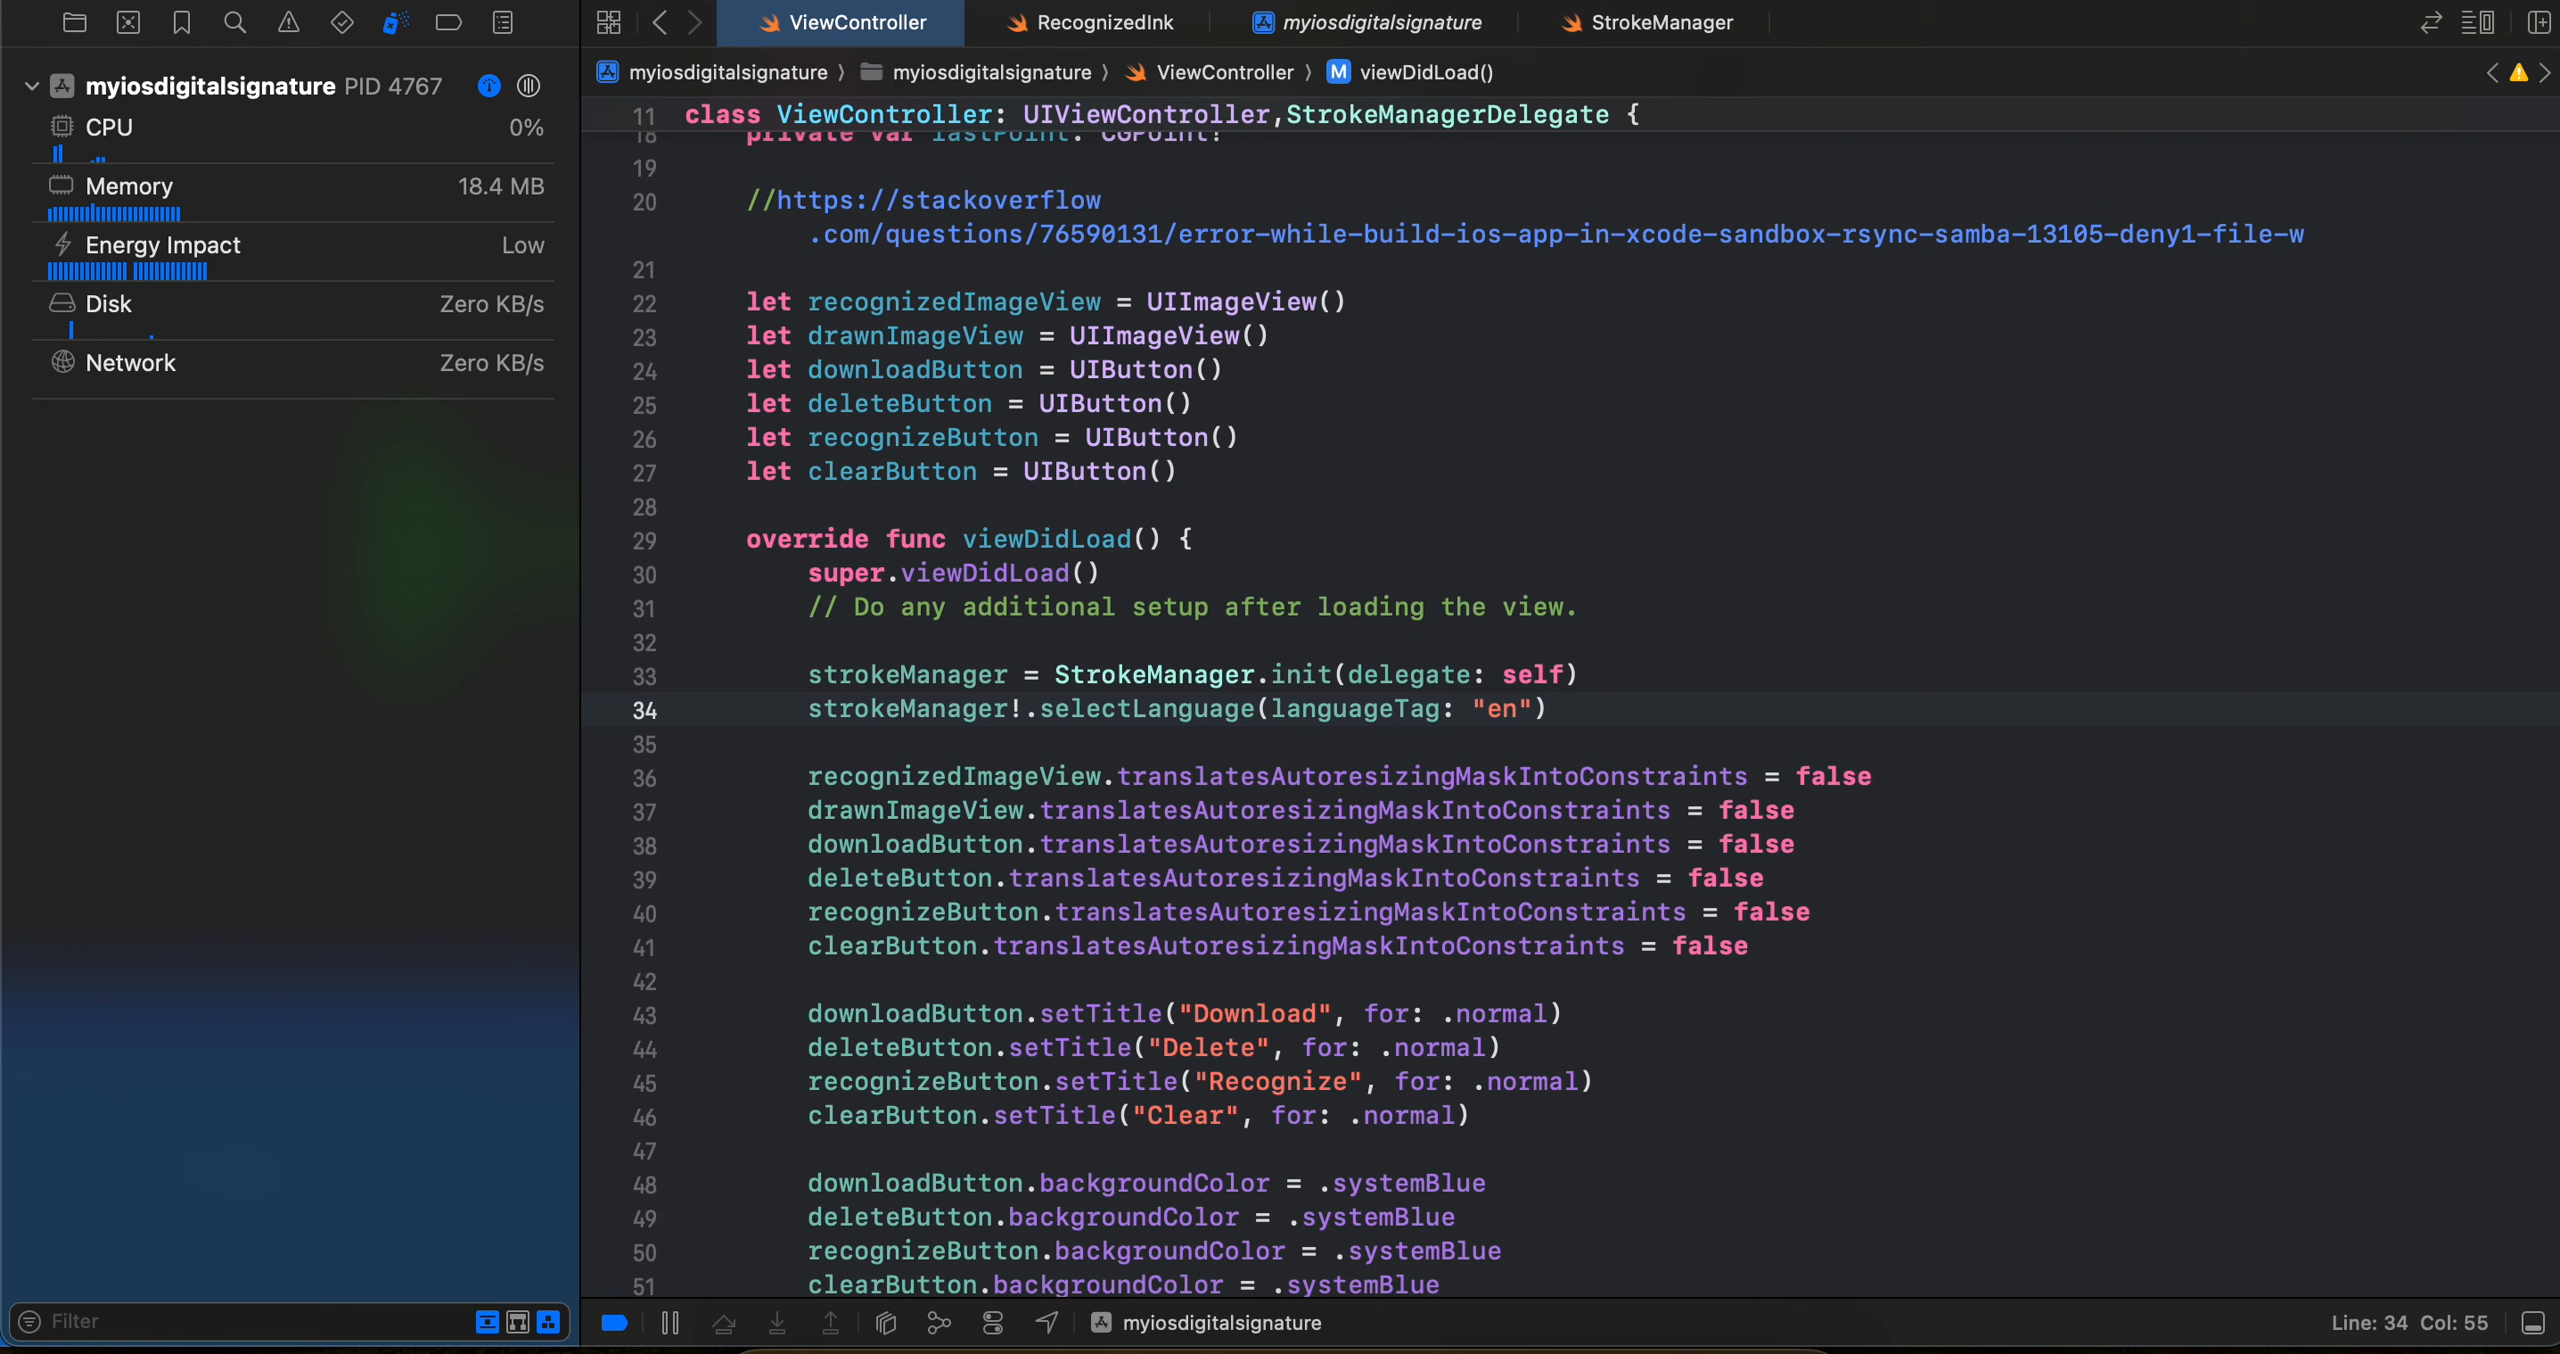 ViewController
RecognizedInk
myiosdigitalsignature
StrokeManager
myiosdigitalsignature PID 4767
CPU 0%
Memory 18.4 MB
Energy Impact Low
Disk Zero KB/s
Network Zero KB/s
Filter
myiosdigitalsignature 〉 myiosdigitalsignature 〉 ViewController 〉 M viewDidLoad()
11 class ViewController: UIViewController,StrokeManagerDelegate {
18 private var lastPoint: CGPoint!
19
20 //https://stackoverflow
.com/questions/76590131/error-while-build-ios-app-in-xcode-sandbox-rsync-samba-13105-deny1-file-w
21
22 let recognizedImageView = UIImageView()
23 let drawnImageView = UIImageView()
24 let downloadButton = UIButton()
25 let deleteButton = UIButton()
26 let recognizeButton = UIButton()
27 let clearButton = UIButton()
28
29 override func viewDidLoad() {
30 super.viewDidLoad()
31 // Do any additional setup after loading the view.
32
33 strokeManager = StrokeManager.init(delegate: self)
34 strokeManager!.selectLanguage(languageTag: "en")
35
36 recognizedImageView.translatesAutoresizingMaskIntoConstraints = false
37 drawnImageView.translatesAutoresizingMaskIntoConstraints = false
38 downloadButton.translatesAutoresizingMaskIntoConstraints = false
39 deleteButton.translatesAutoresizingMaskIntoConstraints = false
40 recognizeButton.translatesAutoresizingMaskIntoConstraints = false
41 clearButton.translatesAutoresizingMaskIntoConstraints = false
42
43 downloadButton.setTitle("Download", for: .normal)
44 deleteButton.setTitle("Delete", for: .normal)
45 recognizeButton.setTitle("Recognize", for: .normal)
46 clearButton.setTitle("Clear", for: .normal)
47
48 downloadButton.backgroundColor = .systemBlue
49 deleteButton.backgroundColor = .systemBlue
50 recognizeButton.backgroundColor = .systemBlue
51 clearButton.backgroundColor = .systemBlue
myiosdigitalsignature
Line: 34 Col: 55